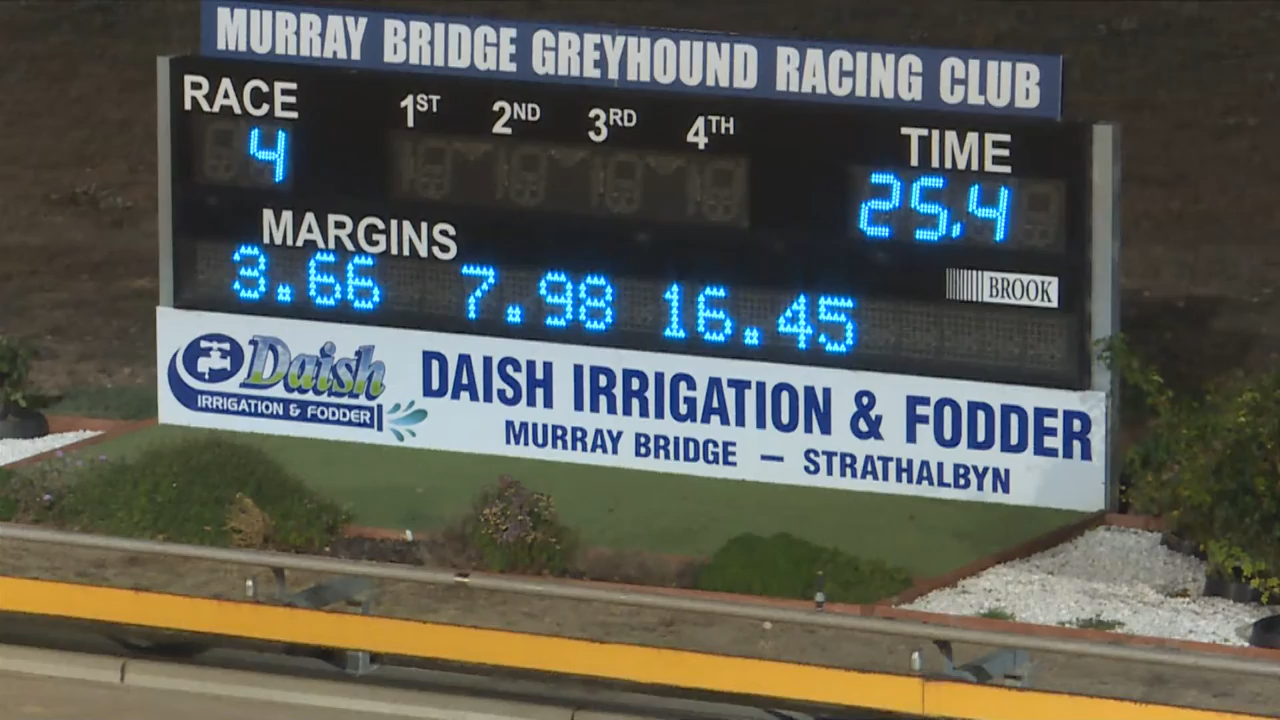 MURRAY BRIDGE GREYHOUND RACING CLUB
RACE 1ST 2ND 3RD 4TH TIME
4 25.4
MARGINS
3.66 7.98 16.45
BROOK
Daish
IRRIGATION & FODDER
DAISH IRRIGATION & FODDER
MURRAY BRIDGE – STRATHALBYN